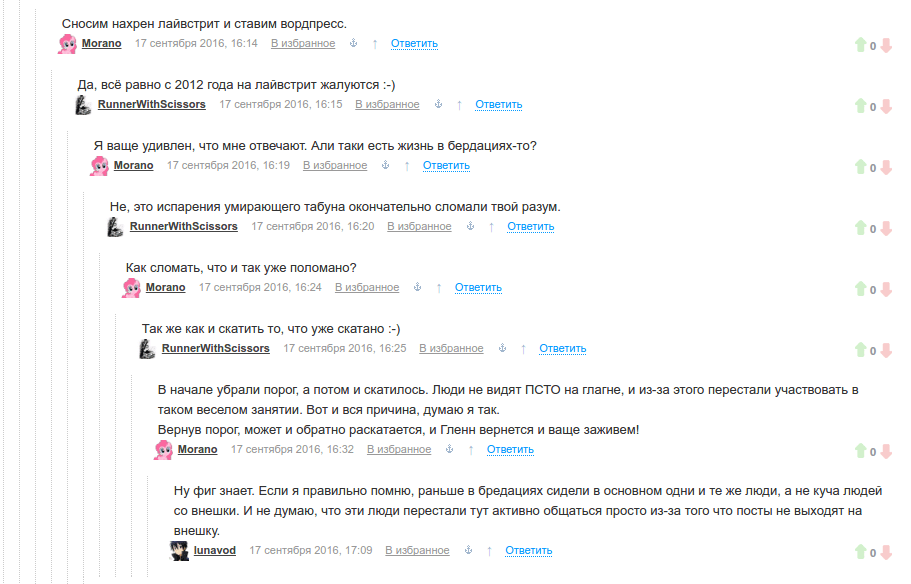 Сносим нахрен лайвстрит и ставим вордпресс.
Morano 17 сентября 2016, 16:14 В избранное ↑ Ответить 0
Да, всё равно с 2012 года на лайвстрит жалуются :-)
RunnerWithScissors 17 сентября 2016, 16:15 В избранное ↑ Ответить 0
Я ваще удивлен, что мне отвечают. Али таки есть жизнь в бердациях-то?
Morano 17 сентября 2016, 16:19 В избранное ↑ Ответить 0
Не, это испарения умирающего табуна окончательно сломали твой разум.
RunnerWithScissors 17 сентября 2016, 16:20 В избранное ↑ Ответить 0
Как сломать, что и так уже поломано?
Morano 17 сентября 2016, 16:24 В избранное ↑ Ответить 0
Так же как и скатить то, что уже скатано :-)
RunnerWithScissors 17 сентября 2016, 16:25 В избранное ↑ Ответить 0
В начале убрали порог, а потом и скатилось. Люди не видят ПСТО на глагне, и из-за этого перестали участвовать в
таком веселом занятии. Вот и вся причина, думаю я так.
Вернув порог, может и обратно раскатается, и Гленн вернется и ваще заживем!
Morano 17 сентября 2016, 16:32 В избранное ↑ Ответить 0
Ну фиг знает. Если я правильно помню, раньше в бредациях сидели в основном одни и те же люди, а не куча людей
со внешки. И не думаю, что эти люди перестали тут активно общаться просто из-за того что посты не выходят на
внешку.
lunavod 17 сентября 2016, 17:09 В избранное ↑ Ответить 0